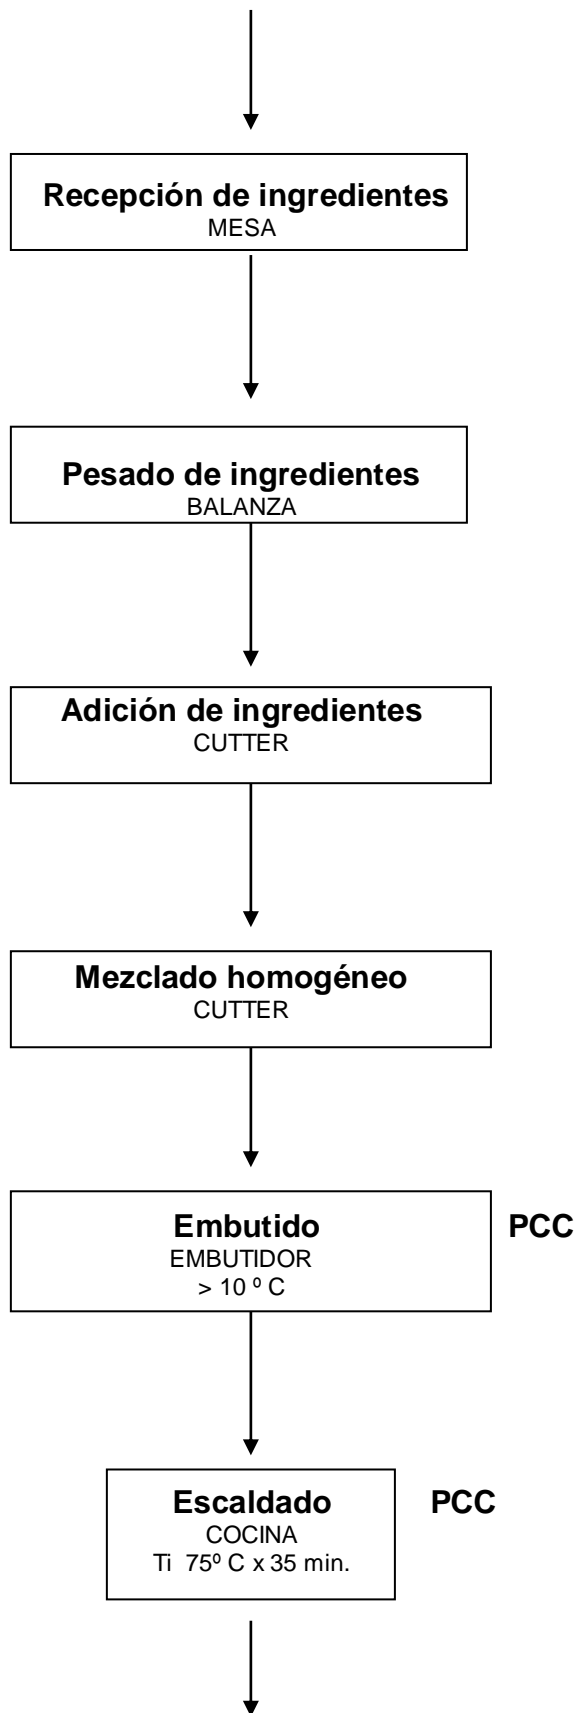 Recepción de ingredientes
MESA
Pesado de ingredientes
BALANZA
Adición de ingredientes
CUTTER
Mezclado homogéneo
CUTTER
Embutido PCC
EMBUTIDOR
> 10 º C
Escaldado PCC
COCINA
Ti 75º C x 35 min.